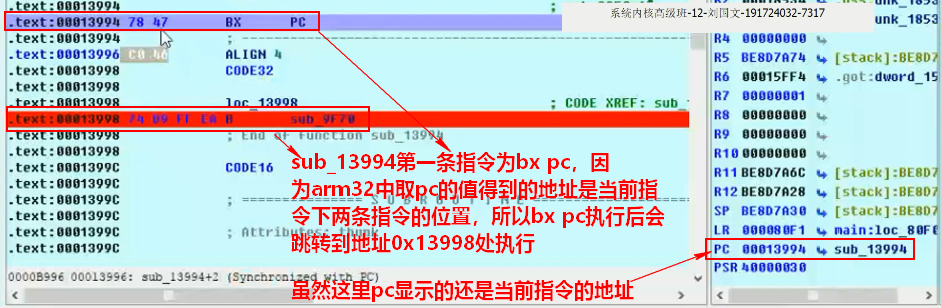 系统内核高级班-12-刘国文-191724032-7317
.text:00013994
.text:00013994 78 47 BX PC
.text:00013994 ; ---
.text:00013996 C0 46 ALIGN 4
.text:00013998 CODE32
.text:00013998
.text:00013998 loc_13998 ; CODE XREF: sub_
.text:00013998 74 D9 FF EA B sub_9F70
.text:00013998 ; End of function sub_13994
.text:00013998
.text:0001399C CODE16
.text:0001399C
.text:0001399C ; =============== S U B R O U T I N E
.text:0001399C
.text:0001399C ; Attributes: thunk
.text:0001399C
0000B996 00013996: sub_13994+2 (Synchronized with PC)
sub_13994第一条指令为bx pc，因
为arm32中取pc的值得到的地址是当前指
令下两条指令的位置，所以bx pc执行后会
跳转到地址0x13998处执行
虽然这里pc显示的还是当前指令的地址
unk_1853
R4 00000000
R5 BE8D7A74 [stack]:BE8D
R6 00015FF4 .got:dword_15
R7 00000001
R8 00000000
R9 00000000
R10 00000000
R11 BE8D7A6C [stack]:BE8D
R12 BE8D7A28 [stack]:BE8D
SP BE8D7A30 [stack]:BE8D
LR 000080F1 main:loc_80F0
PC 00013994 sub_13994
PSR 40000030